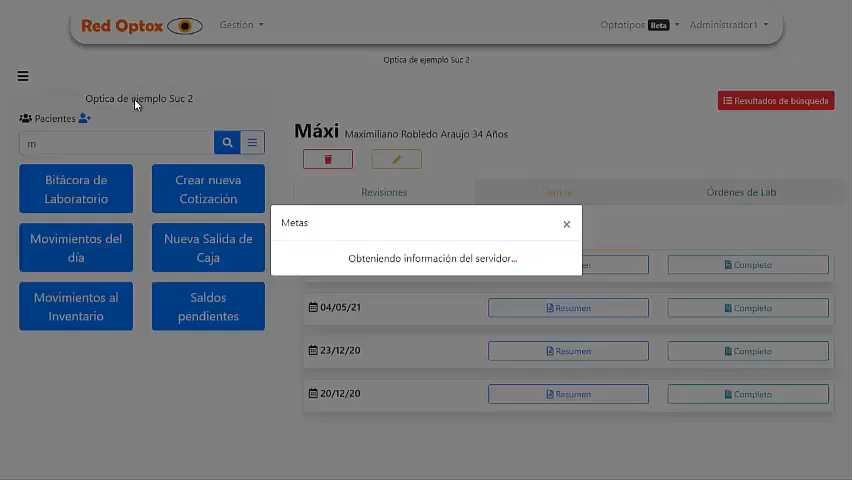 Red Optox
Gestión
Optotipos Beta
Administrador1
Optica de ejemplo Suc 2
Optica de ejemplo Suc 2
Pacientes
m
Bitácora de
Laboratorio
Crear nueva
Cotización
Movimientos del
día
Nueva Salida de
Caja
Movimientos al
Inventario
Saldos
pendientes
Resultados de búsqueda
Máxi Maximiliano Robledo Araujo 34 Años
Revisiones
Ventas
Órdenes de Lab
Metas
×
Obteniendo información del servidor...
Completo
04/05/21
Resumen
Completo
23/12/20
Resumen
Completo
20/12/20
Resumen
Completo